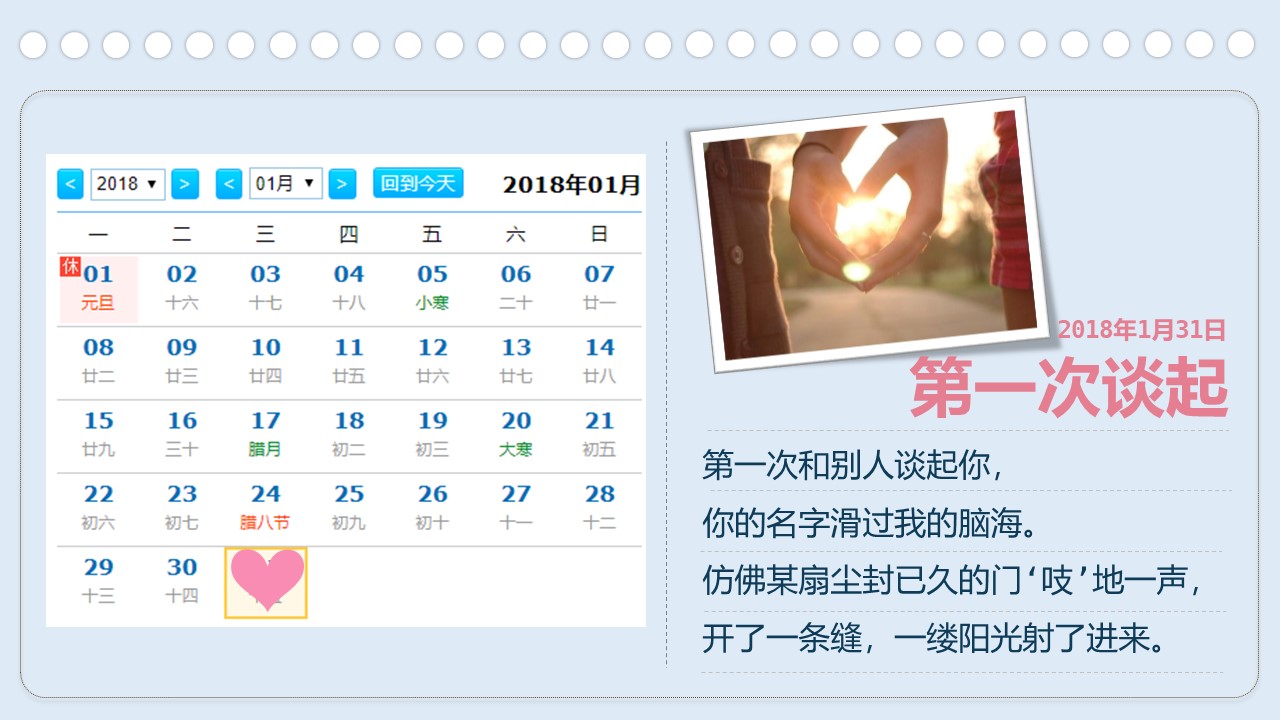 < 2018 ▼ > < 01月 ▼ > 回到今天 2018年01月
一 二 三 四 五 六 日
休 01 02 03 04 05 06 07
元旦 十六 十七 十八 小寒 二十 廿一
08 09 10 11 12 13 14
廿二 廿三 廿四 廿五 廿六 廿七 廿八
15 16 17 18 19 20 21
廿九 三十 腊月 初二 初三 大寒 初五
22 23 24 25 26 27 28
初六 初七 腊八节 初九 初十 十一 十二
29 30
十三 十四
2018年1月31日
第一次谈起
第一次和别人谈起你，
你的名字滑过我的脑海。
仿佛某扇尘封已久的门‘吱’地一声，
开了一条缝，一缕阳光射了进来。